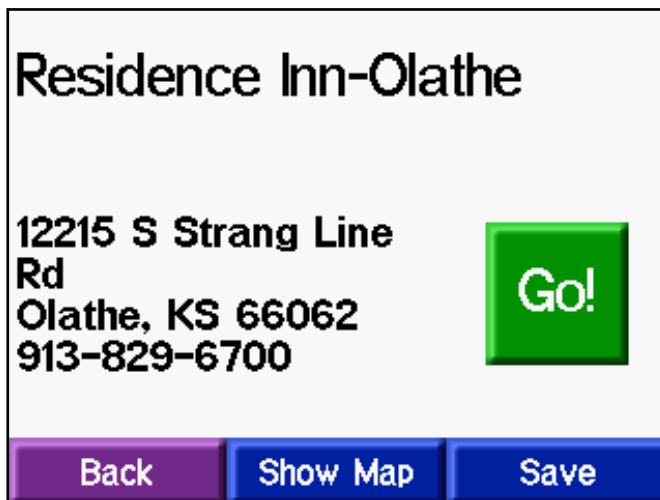 Residence Inn-Olathe
12215 S Strang Line
Rd
Olathe, KS 66062
913-829-6700
Go!
Back
Show Map
Save